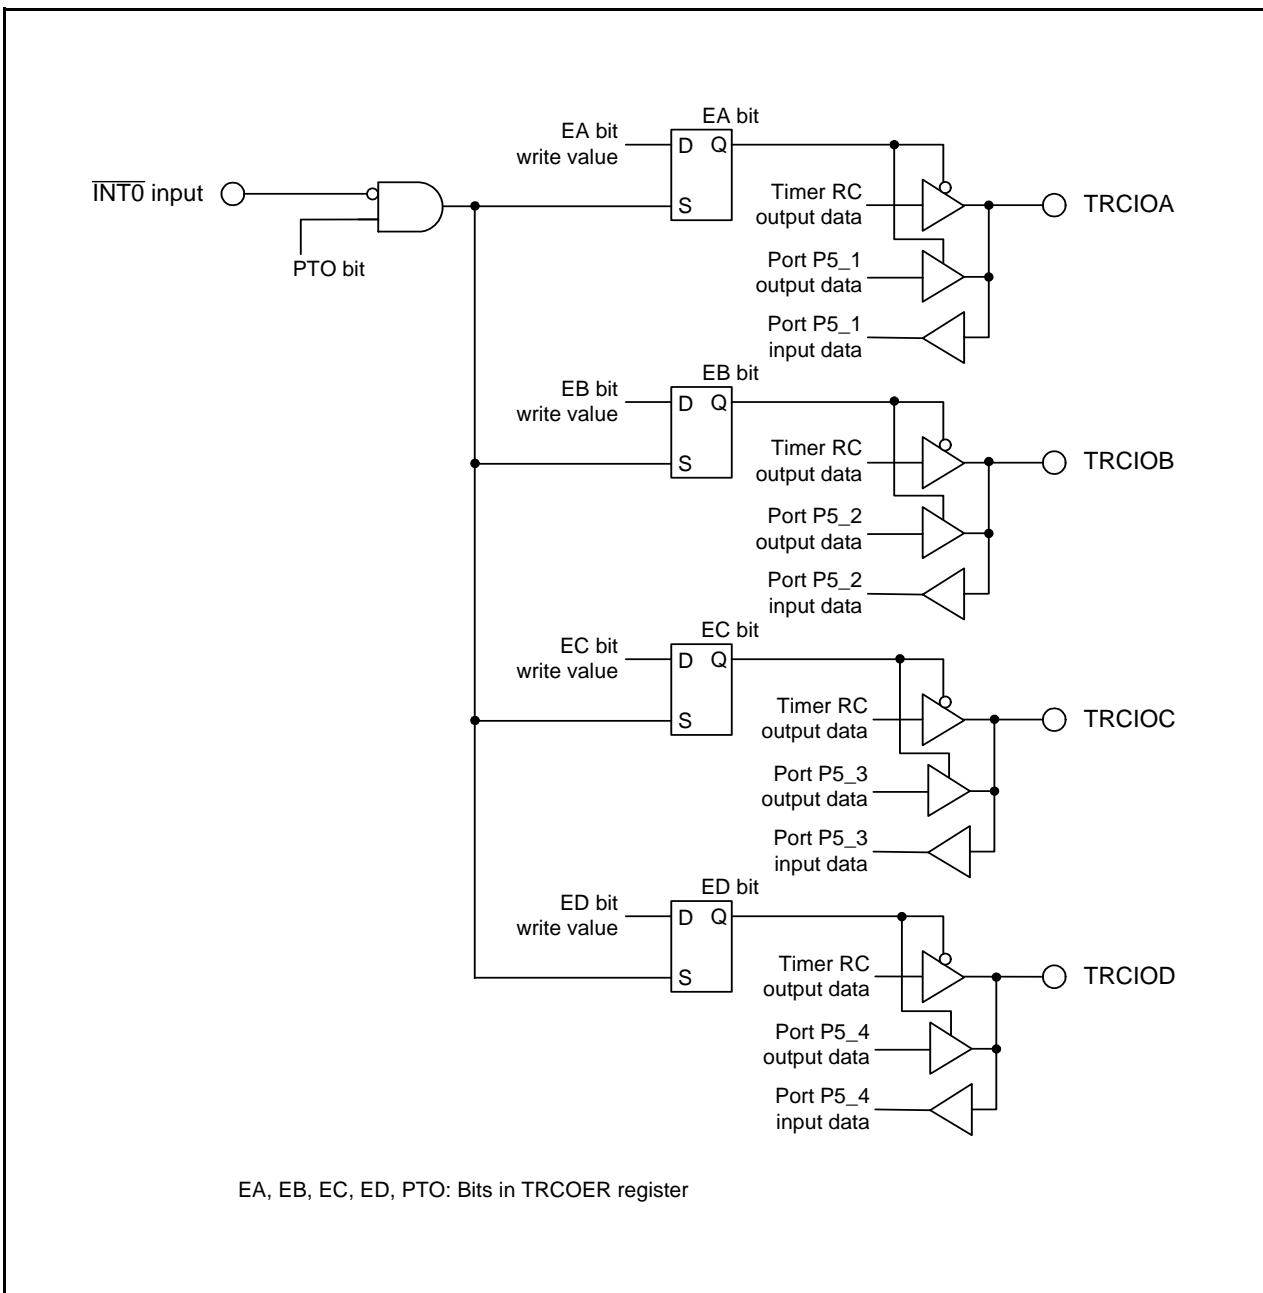 EA bit
EA bit
write value
D Q
INT0 input
S
PTO bit
Timer RC
output data
TRCIOA
Port P5_1
output data
Port P5_1
input data
EB bit
EB bit
write value
D Q
S
Timer RC
output data
TRCIOB
Port P5_2
output data
Port P5_2
input data
EC bit
EC bit
write value
D Q
S
Timer RC
output data
TRCIOC
Port P5_3
output data
Port P5_3
input data
ED bit
ED bit
write value
D Q
S
Timer RC
output data
TRCIOD
Port P5_4
output data
Port P5_4
input data
EA, EB, EC, ED, PTO: Bits in TRCOER register